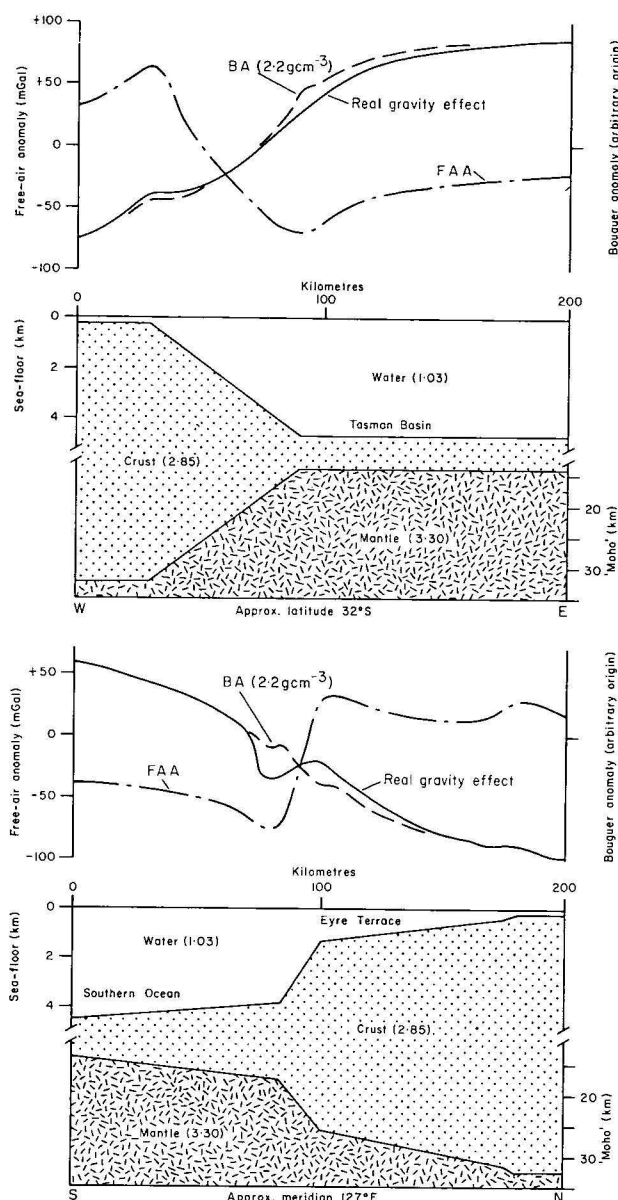 +100
BA (2·2gcm⁻³)
+50
Real gravity effect
0
FAA
-50
-100
Free-air anomaly (mGal)
Bouguer anomaly (arbitrary origin)
Kilometres
0 100 200
0
2
4
Sea-floor (km)
Water (1·03)
Tasman Basin
Crust (2·85)
Mantle (3·30)
20
30
'Moho' (km)
W Approx. latitude 32°S E
+50
BA (2·2gcm⁻³)
0
FAA
Real gravity effect
-50
-100
Free-air anomaly (mGal)
Bouguer anomaly (arbitrary origin)
Kilometres
0 100 200
0
2
4
Sea-floor (km)
Eyre Terrace
Water (1·03)
Southern Ocean
Crust (2·85)
Mantle (3·30)
20
30
'Moho' (km)
S Approx. meridian 127°E N